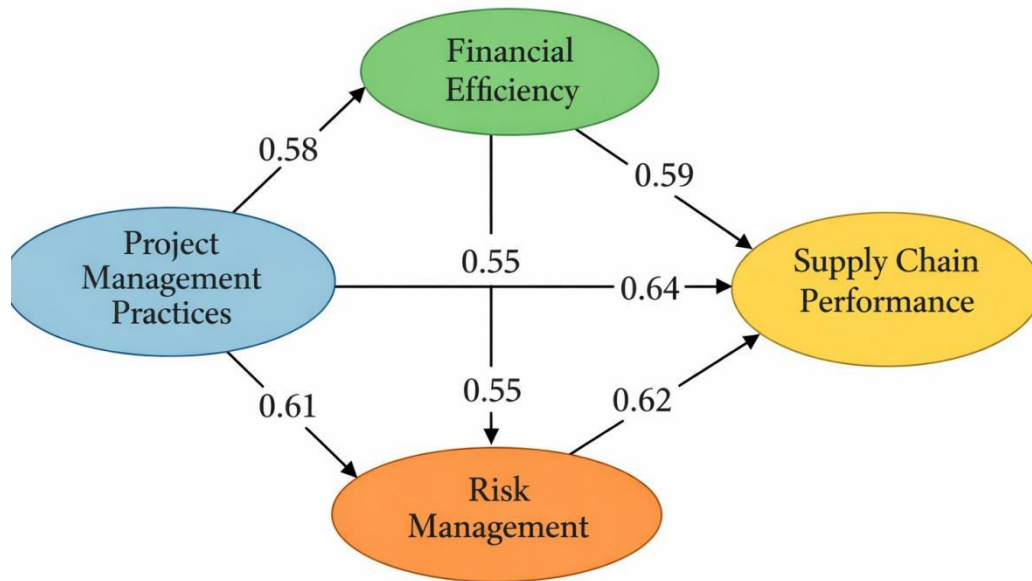 Financial
Efficiency
0.58
0.59
Project
Management
Practices
0.55
0.64
Supply Chain
Performance
0.61
0.55
0.62
Risk
Management